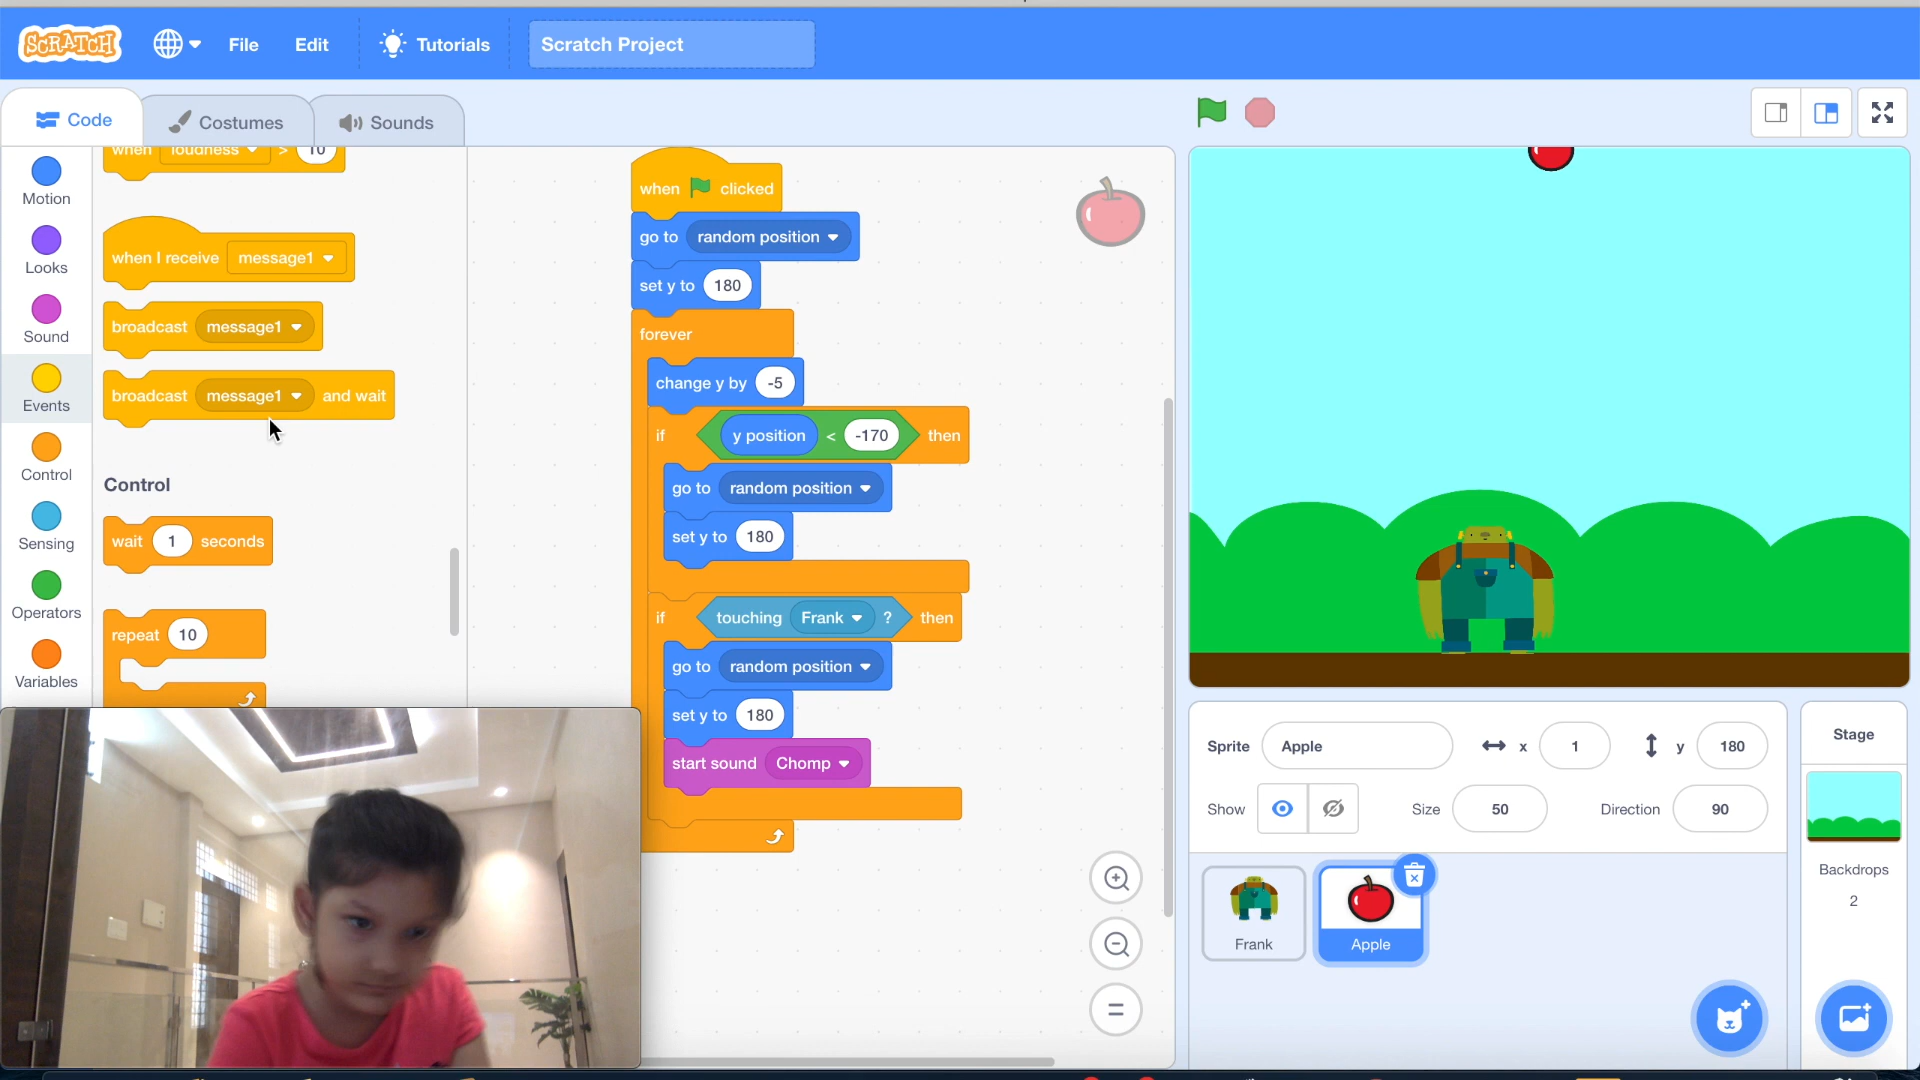 SCRATCH
File
Edit
Tutorials
Scratch Project
Code
Costumes
Sounds
Motion
Looks
Sound
Events
Control
Sensing
Operators
Variables
when loudness > 10
when I receive message1
broadcast message1
broadcast message1 and wait
Control
wait 1 seconds
repeat 10
when clicked
go to random position
set y to 180
forever
change y by -5
if y position < -170 then
go to random position
set y to 180
if touching Frank ? then
go to random position
set y to 180
start sound Chomp
Sprite Apple x 1 y 180
Show Size 50 Direction 90
Frank
Apple
Stage
Backdrops
2